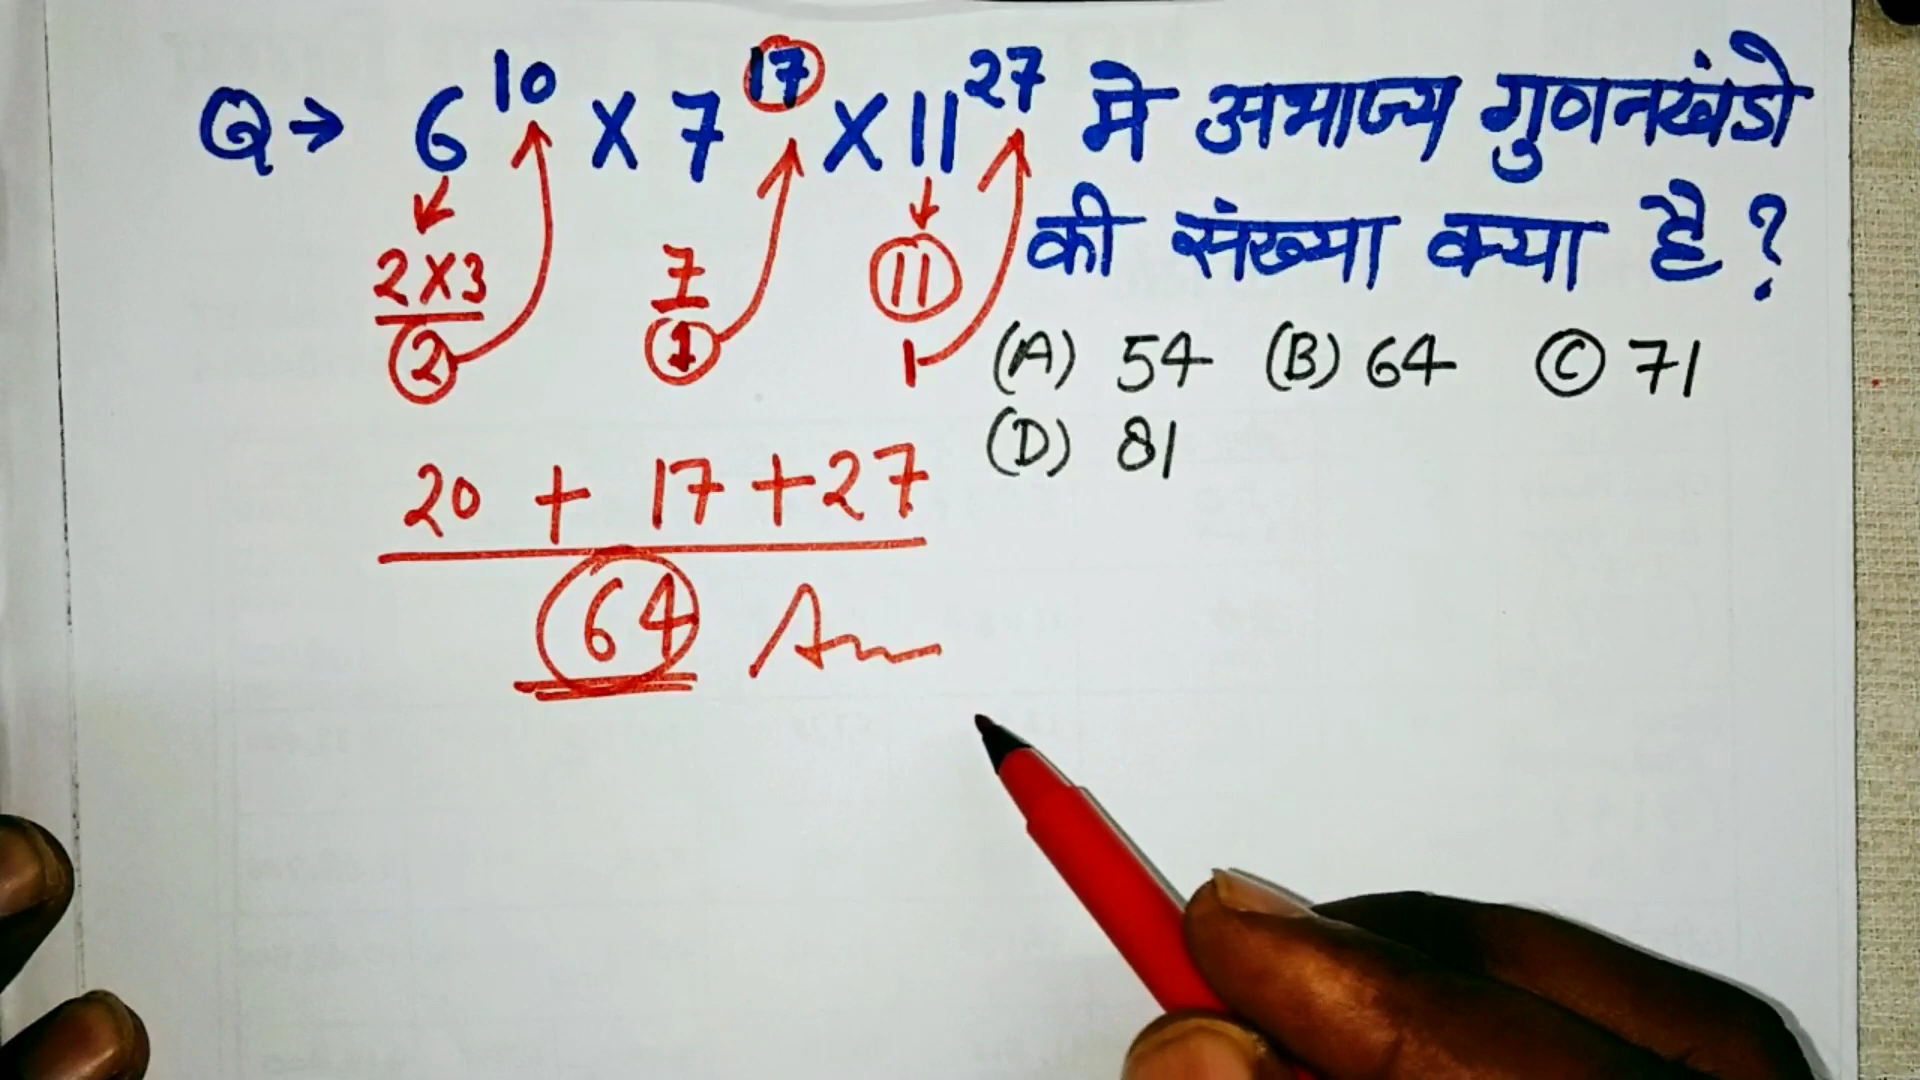 Q→ 6^10 × 7^17 × 11^27 मे अभाज्य गुणनखंडो
की संख्या क्या है?
2×3 7 11
2 1 1
(A) 54 (B) 64 (C) 71
(D) 81
20 + 17 + 27
64 Ans